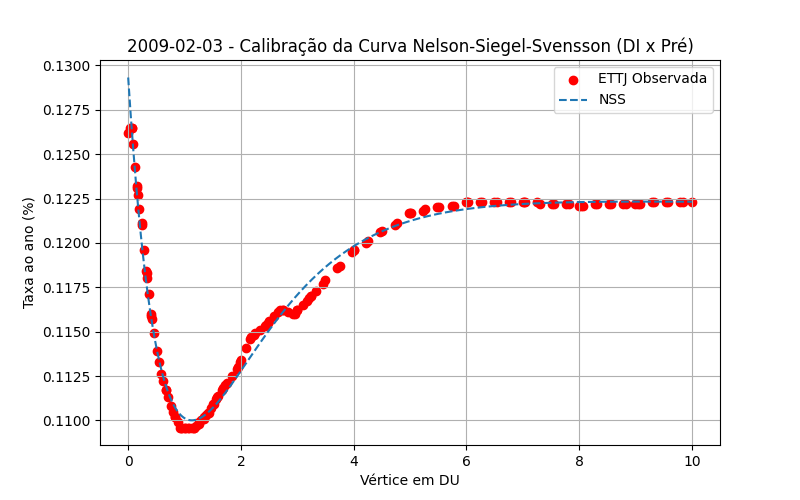 2009-02-03 - Calibração da Curva Nelson-Siegel-Svensson (DI x Pré)
ETTJ Observada
NSS
Taxa ao ano (%)
0.1300
0.1275
0.1250
0.1225
0.1200
0.1175
0.1150
0.1125
0.1100
0 2 4 6 8 10
Vértice em DU